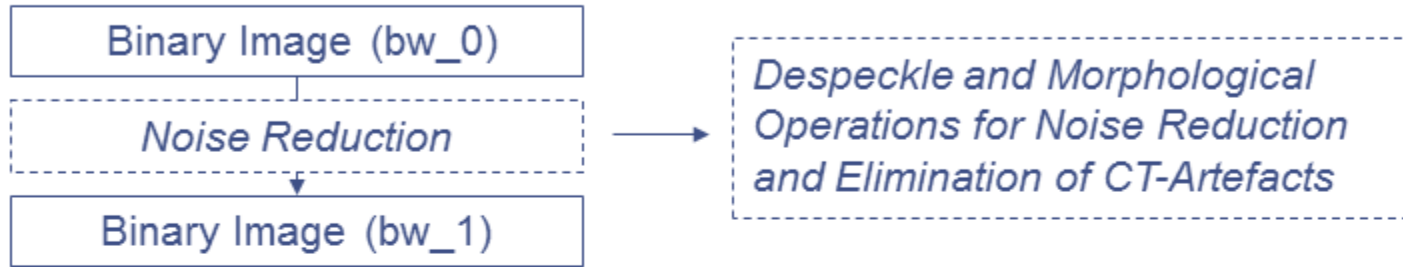 Binary Image (bw_0)
Noise Reduction
Binary Image (bw_1)
Despeckle and Morphological
Operations for Noise Reduction
and Elimination of CT-Artefacts